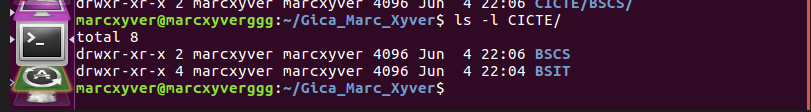 drwxr-xr-x 2 marcxyver marcxyver 4096 Jun  4 22:06 CICTE/BSCS/
marcxyver@marcxyverggg:~/Gica_Marc_Xyver$ ls -l CICTE/
total 8
drwxr-xr-x 2 marcxyver marcxyver 4096 Jun  4 22:06 BSCS
drwxr-xr-x 4 marcxyver marcxyver 4096 Jun  4 22:04 BSIT
marcxyver@marcxyverggg:~/Gica_Marc_Xyver$